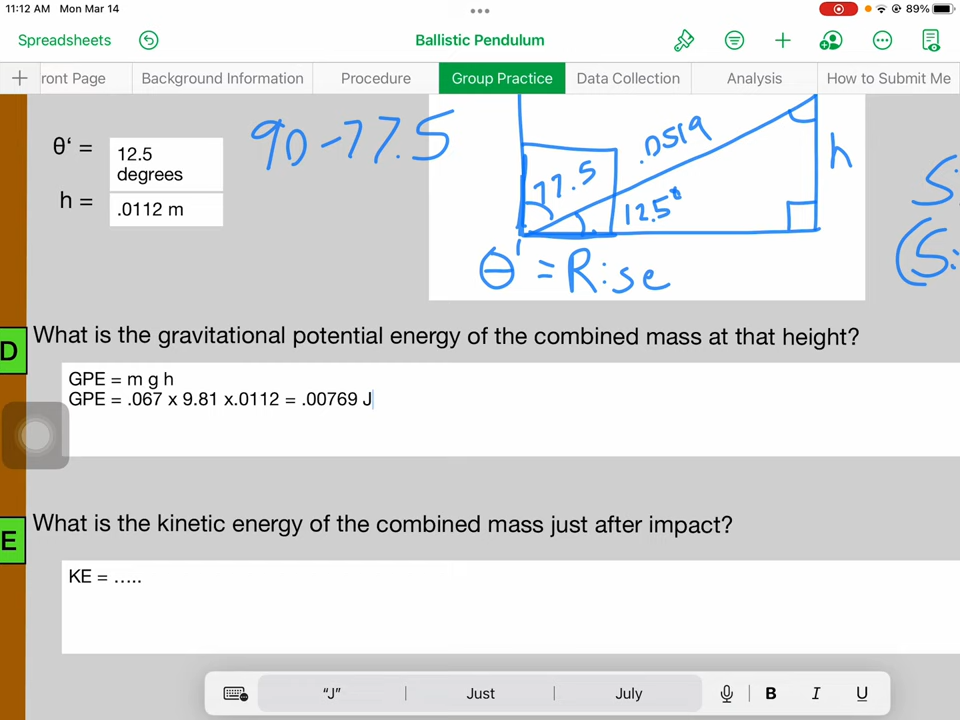 11:12 AM Mon Mar 14
89%
Spreadsheets
Ballistic Pendulum
ront Page
Background Information
Procedure
Group Practice
Data Collection
Analysis
How to Submit Me
θ‘ =
12.5
degrees
90-77.5
.0519
h
77.5
12.5°
h =
.0112 m
θ' = Rise
S:
(S:
D
What is the gravitational potential energy of the combined mass at that height?
GPE = m g h
GPE = .067 x 9.81 x.0112 = .00769 J
E
What is the kinetic energy of the combined mass just after impact?
KE = .....
“J”
Just
July
B
I
U